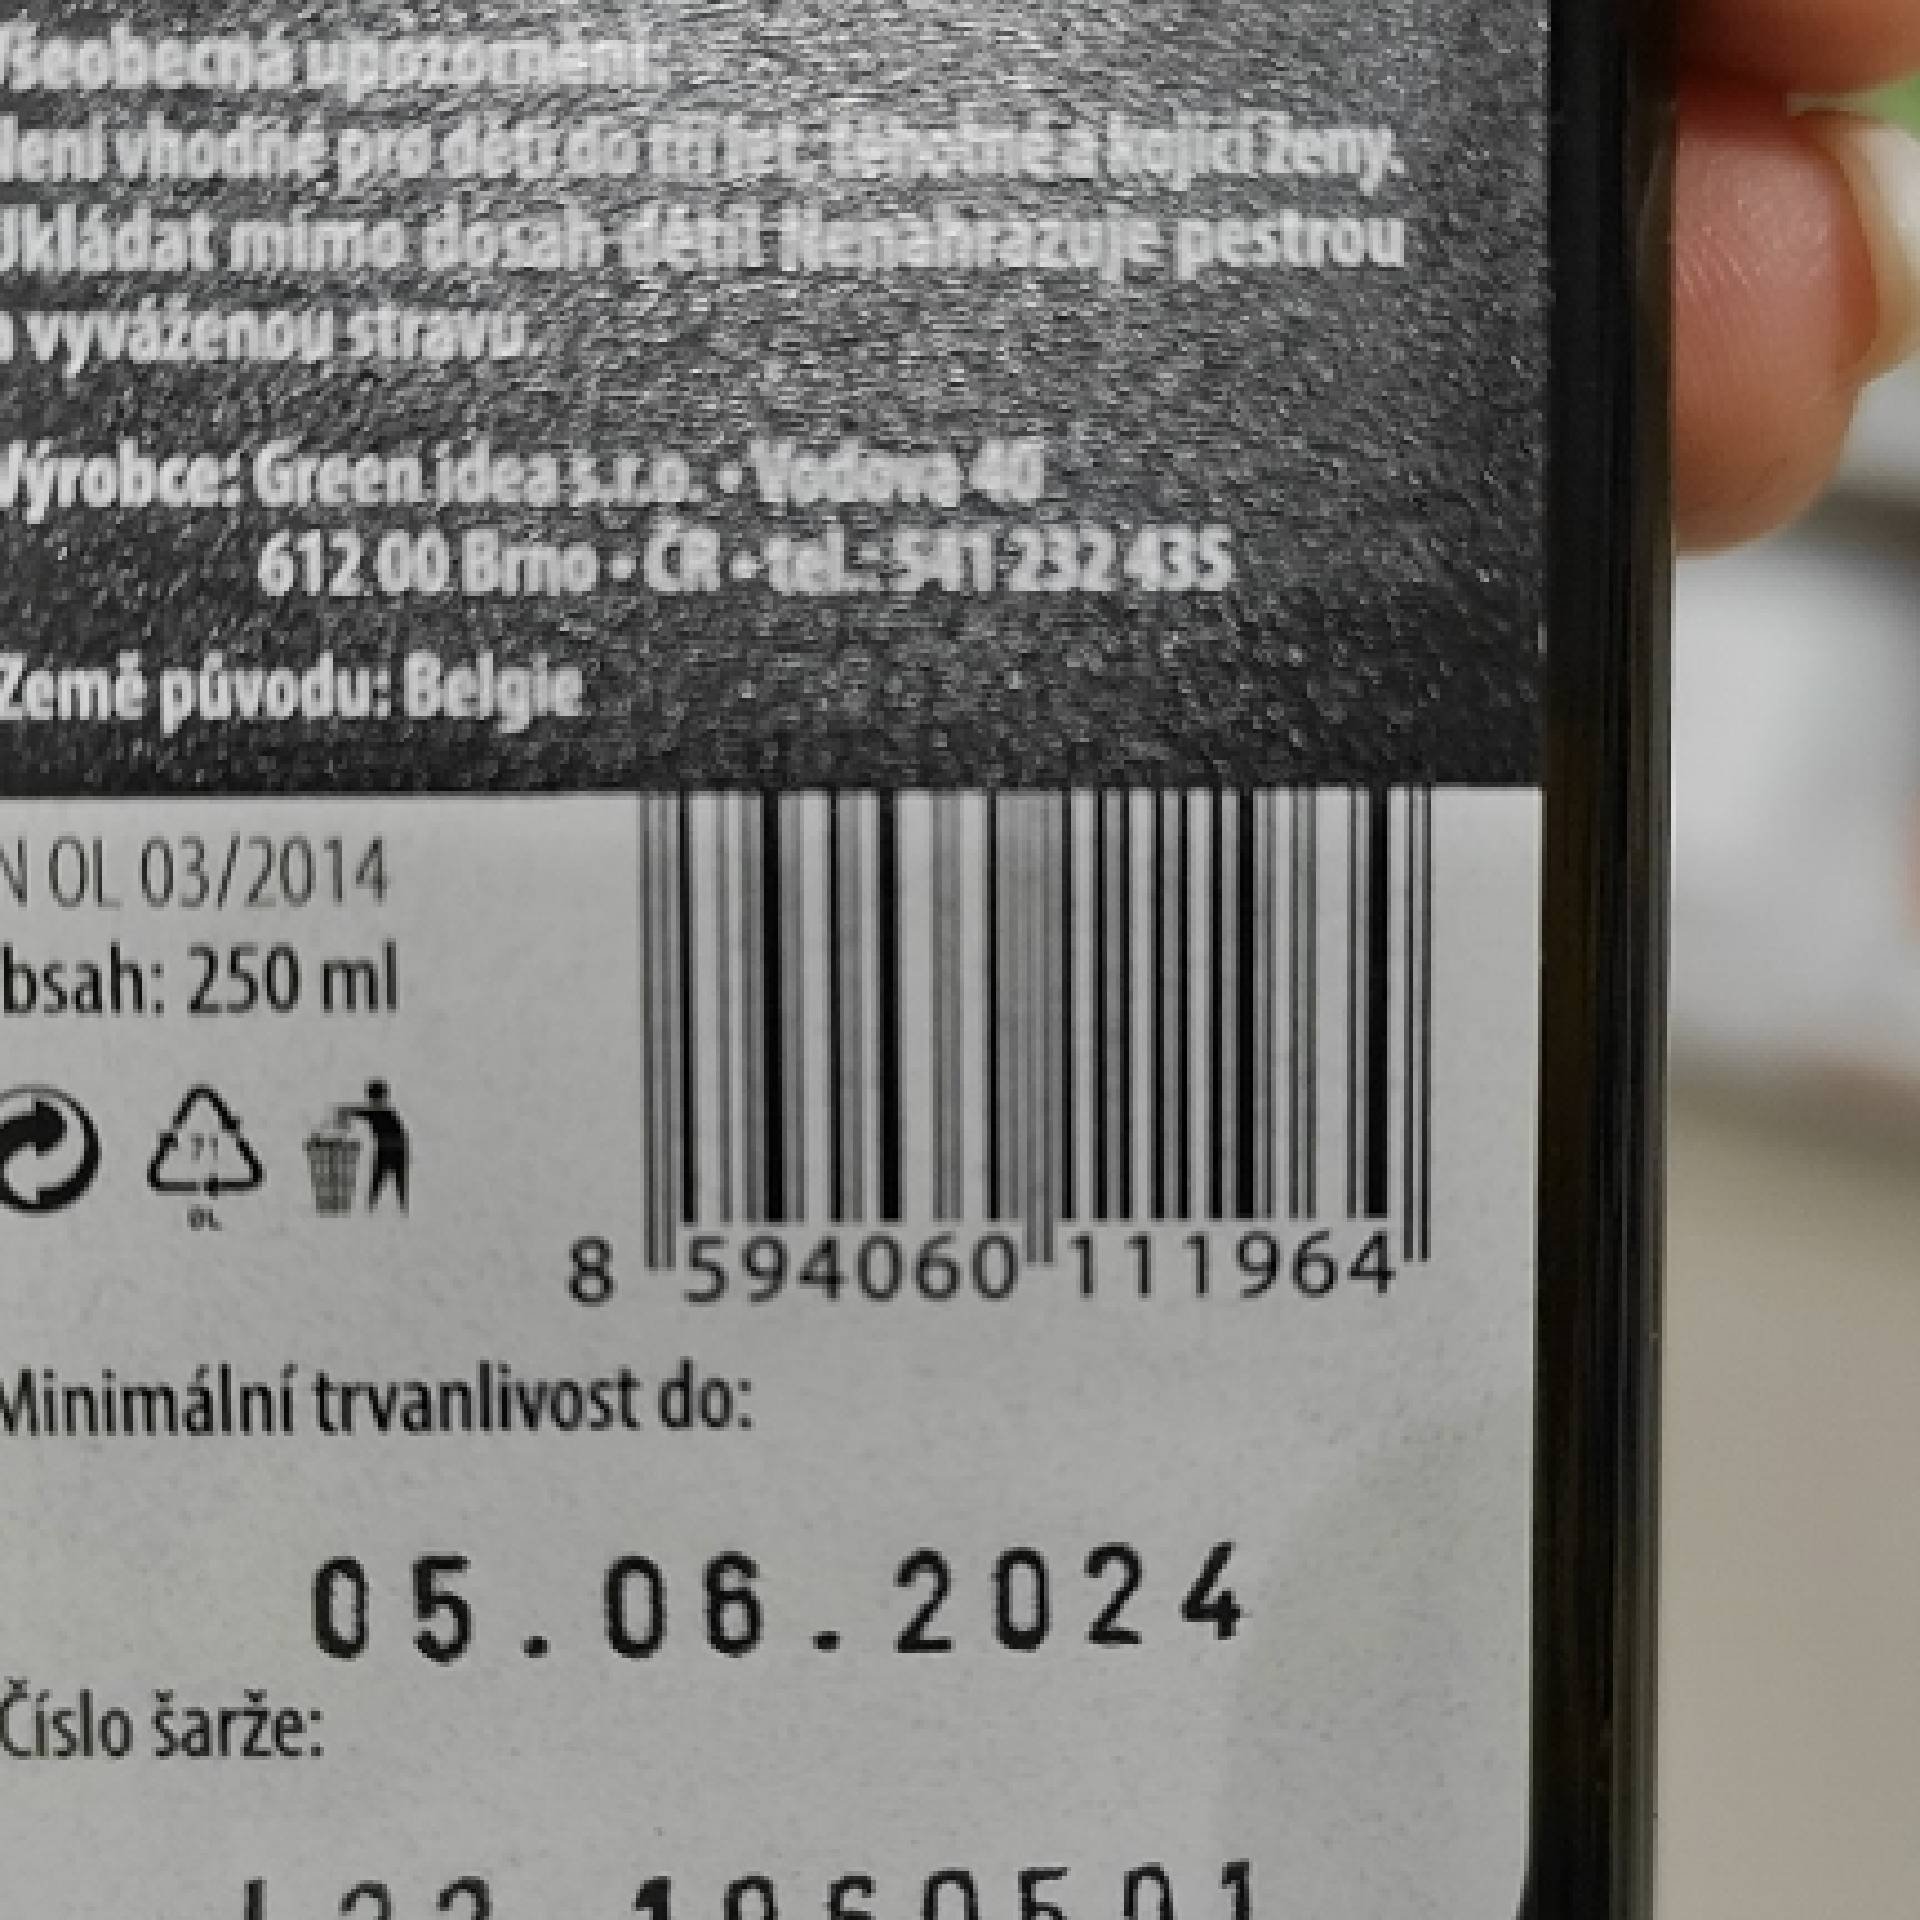 Všeobecná upozornění:
Není vhodné pro děti do tří let, těhotné a kojící ženy.
Ukládat mimo dosah dětí! Nenahrazuje pestrou
a vyváženou stravu.
Výrobce: Green idea s.r.o. • Vodova 40
612 00 Brno • ČR • tel.: 541 232 435
Země původu: Belgie
N OL 03/2014
bsah: 250 ml
71
8 594060 111964
Minimální trvanlivost do:
05.06.2024
Číslo šarže: